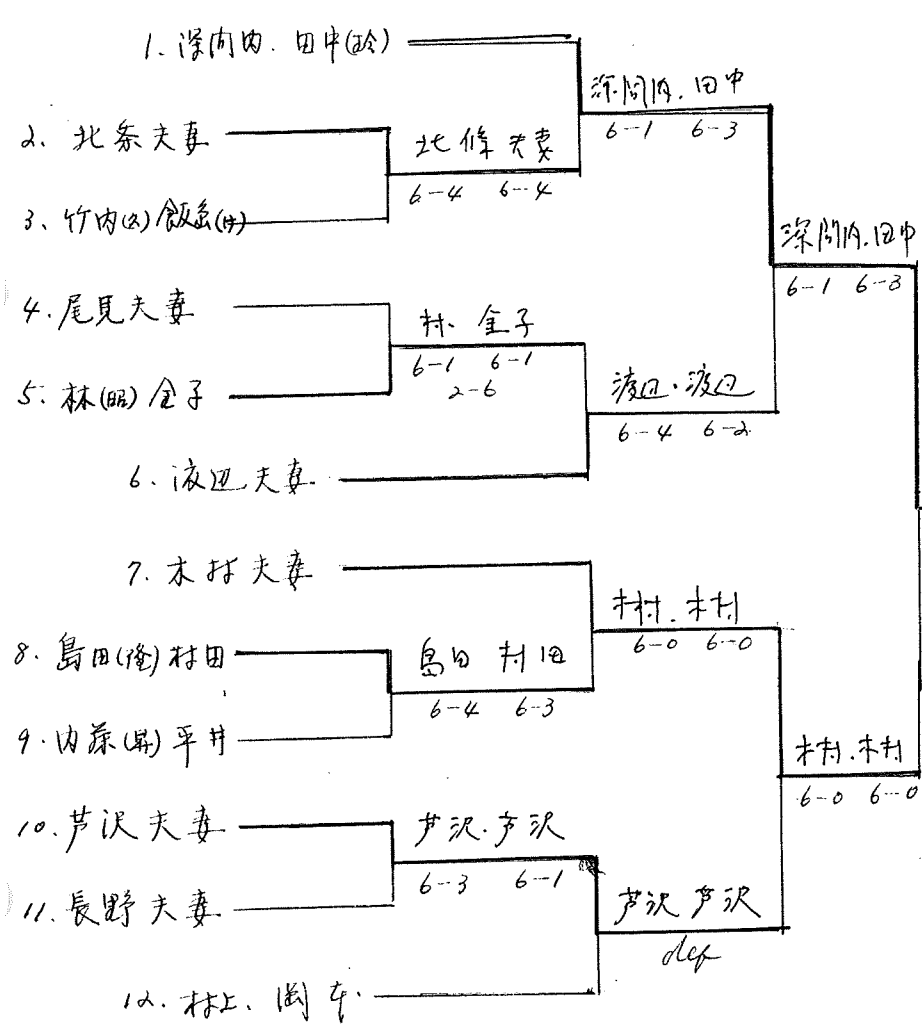 1. 深間内・田中(玲)
深間内・田中
6-1 6-3
2. 北条夫妻
北條夫妻
6-4 6-4
3. 竹内(久)飯島(け)
深間内・田中
6-1 6-3
4. 尾見夫妻
林・金子
6-1 6-1
2-6
5. 林(昭)金子
渡辺・渡辺
6-4 6-2
6. 渡辺夫妻
7. 木村夫妻
木村・木村
6-0 6-0
8. 島田(隆)村田
島田 村田
6-4 6-3
9. 内藤(昇)平井
木村・木村
6-0 6-0
10. 芦沢夫妻
芦沢・芦沢
6-3 6-1
11. 長野夫妻
芦沢 芦沢
def
12. 村上、岡本